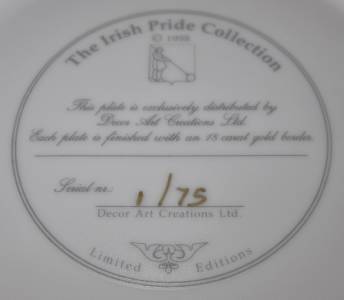 The Irish Pride Collection
© 1998
This plate is exclusively distributed by
Decor Art Creations Ltd.
Each plate is finished with an 18 carat gold border.
Serial nr. 1/75
Decor Art Creations Ltd.
Limited Editions